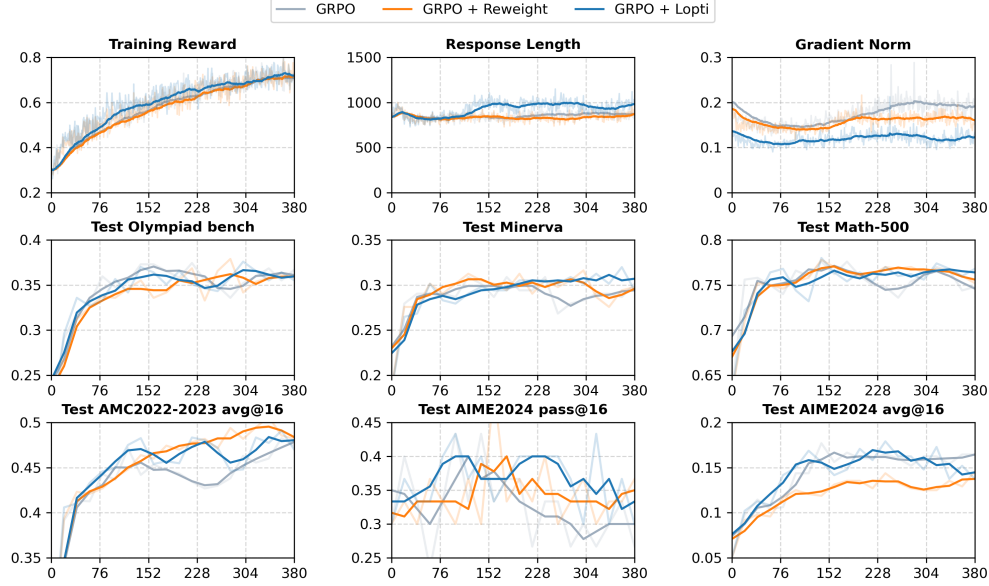 GRPO GRPO + Reweight GRPO + Lopti
Training Reward Response Length Gradient Norm
0.8 1500 0.3
0.6 1000 0.2
0.4 500 0.1
0.2 0 0
0 76 152 228 304 380 0 76 152 228 304 380 0 76 152 228 304 380
Test Olympiad bench Test Minerva Test Math-500
0.4 0.35 0.8
0.35 0.3 0.75
0.3 0.25 0.7
0.25 0.2 0.65
0 76 152 228 304 380 0 76 152 228 304 380 0 76 152 228 304 380
Test AMC2022-2023 avg@16 Test AIME2024 pass@16 Test AIME2024 avg@16
0.5 0.45 0.2
0.45 0.4 0.15
0.4 0.35 0.1
0.35 0.3 0.05
0.25
0 76 152 228 304 380 0 76 152 228 304 380 0 76 152 228 304 380